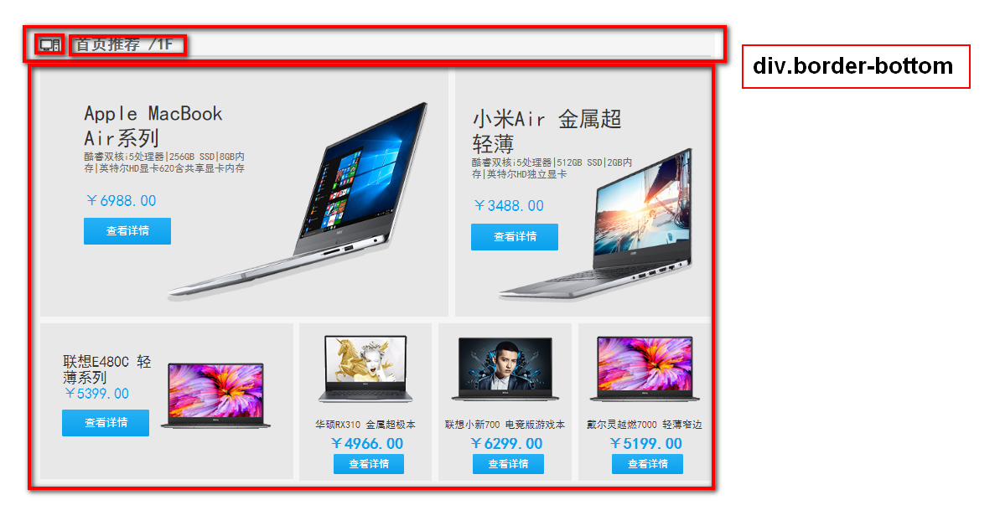 首页推荐 /1F
div.border-bottom
Apple MacBook
Air系列
酷睿双核i5处理器|256GB SSD|8GB内
存|英特尔HD显卡620含共享显卡内存
￥6988.00
查看详情
小米Air 金属超
轻薄
酷睿双核i5处理器|512GB SSD|2GB内
存|英特尔HD独立显卡
￥3488.00
查看详情
联想E480C 轻
薄系列
￥5399.00
查看详情
华硕RX310 金属超极本
￥4966.00
查看详情
联想小新700 电竞版游戏本
￥6299.00
查看详情
戴尔灵越燃7000 轻薄窄边
￥5199.00
查看详情